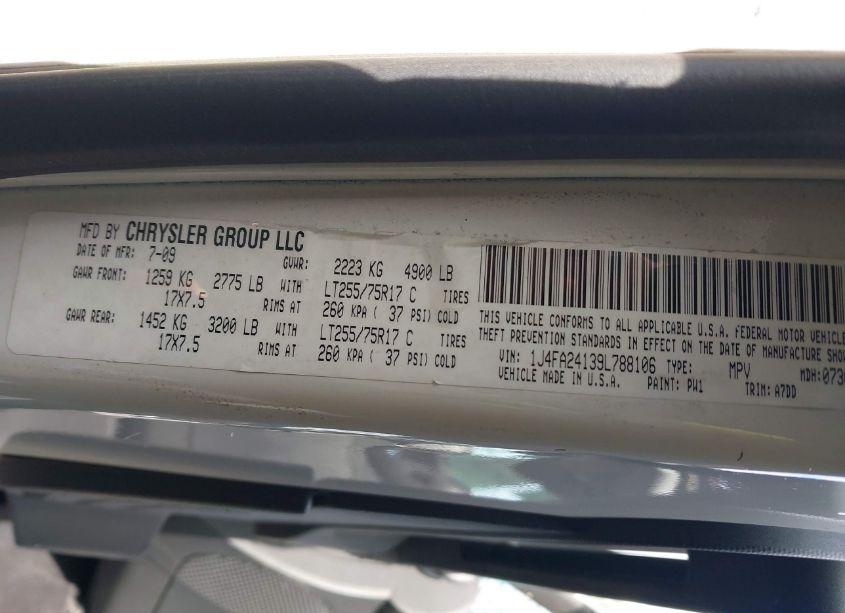 MFD BY CHRYSLER GROUP LLC
DATE OF MFR: 7-09 GVWR: 2223 KG 4900 LB
GAWR FRONT: 1259 KG 2775 LB WITH LT255/75R17 C TIRES
17X7.5 RIMS AT 260 KPA ( 37 PSI) COLD
GAWR REAR: 1452 KG 3200 LB WITH LT255/75R17 C TIRES
17X7.5 RIMS AT 260 KPA ( 37 PSI) COLD
THIS VEHICLE CONFORMS TO ALL APPLICABLE U.S.A. FEDERAL MOTOR VEHICLE
THEFT PREVENTION STANDARDS IN EFFECT ON THE DATE OF MANUFACTURE SHO
VIN: 1J4FA24139L788106 TYPE: MPV MDH:073
VEHICLE MADE IN U.S.A. PAINT: PW1 TRIM: A7DD